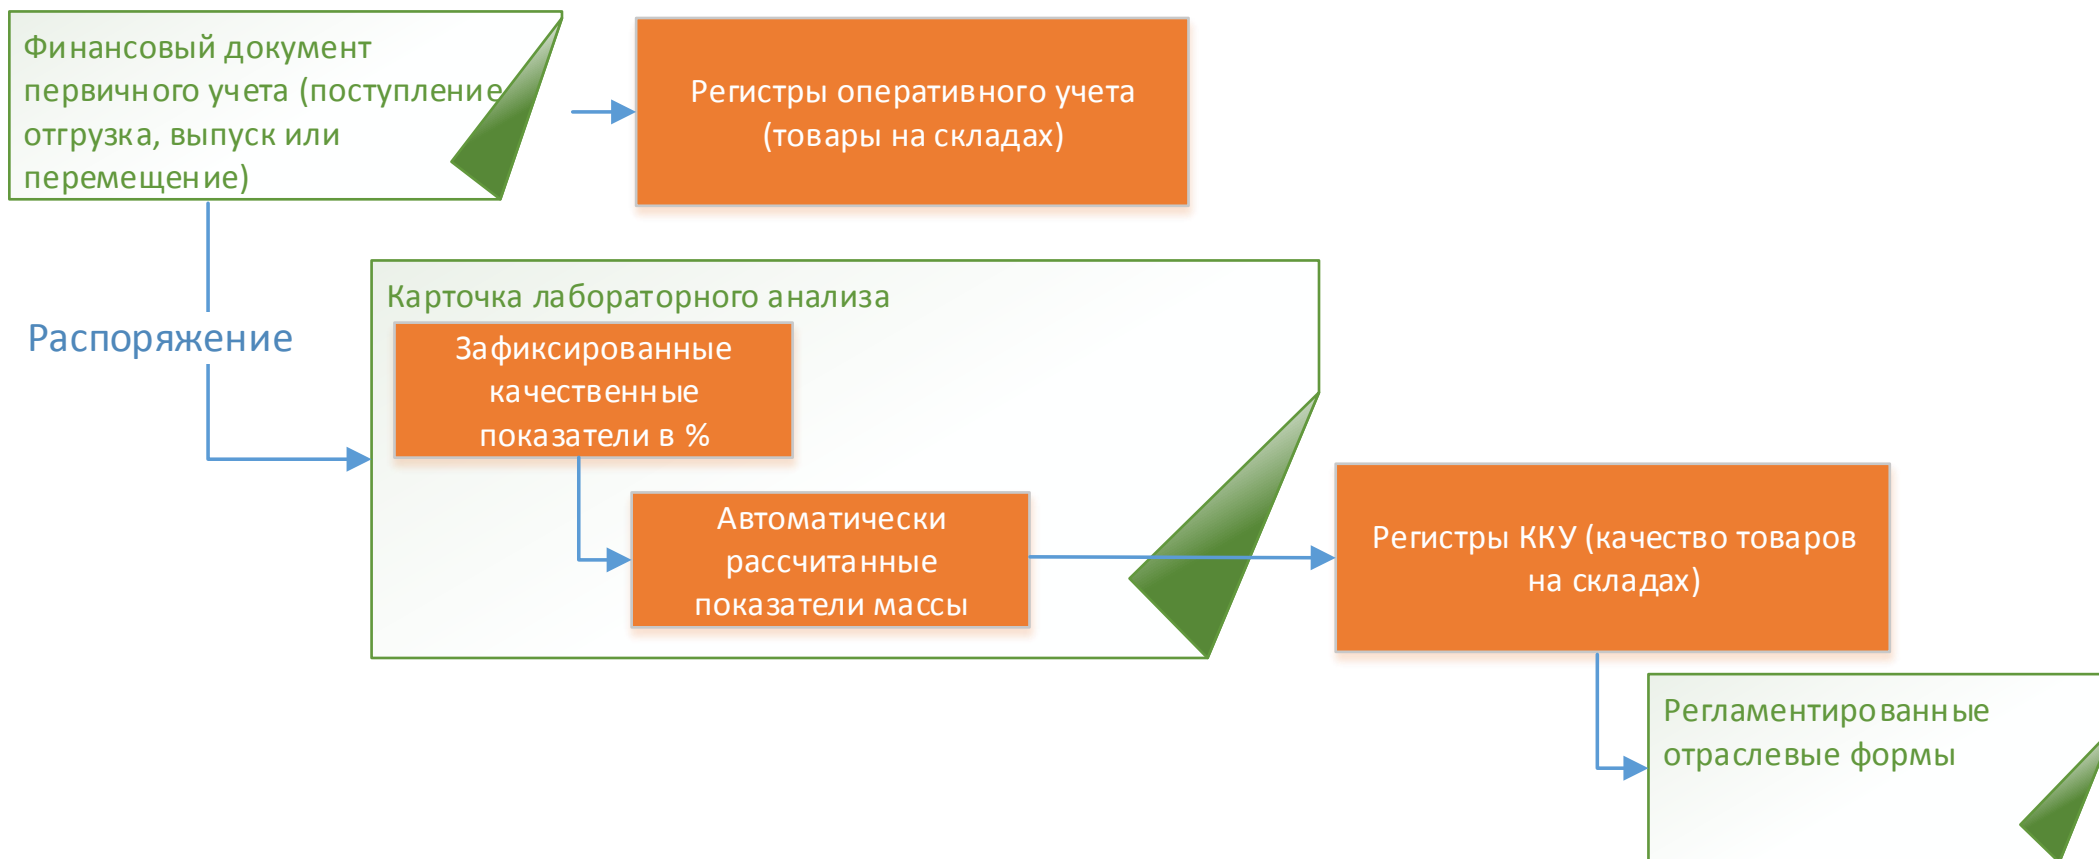 Финансовый документ
первичного учета (поступление
отгрузка, выпуск или
перемещение)
Регистры оперативного учета
(товары на складах)
Распоряжение
Карточка лабораторного анализа
Зафиксированные
качественные
показатели в %
Автоматически
рассчитанные
показатели массы
Регистры ККУ (качество товаров
на складах)
Регламентированные
отраслевые формы